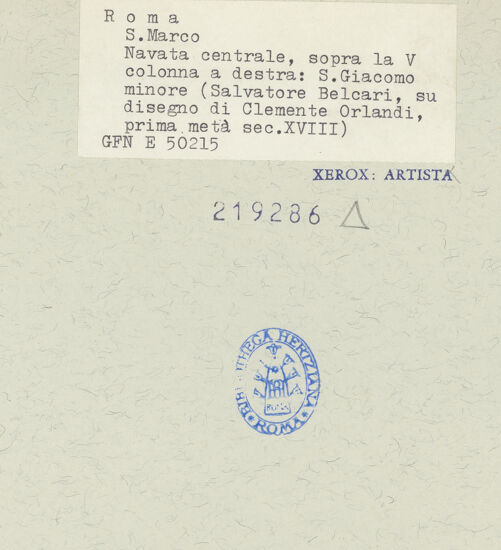 R o m a
S.Marco
Navata centrale, sopra la V
colonna a destra: S.Giacomo
minore (Salvatore Belcari, su
disegno di Clemente Orlandi,
prima metà sec.XVIII)
GFN E 50215
XEROX: ARTISTA
219286
HERTZIANA
ROMA
ROMA